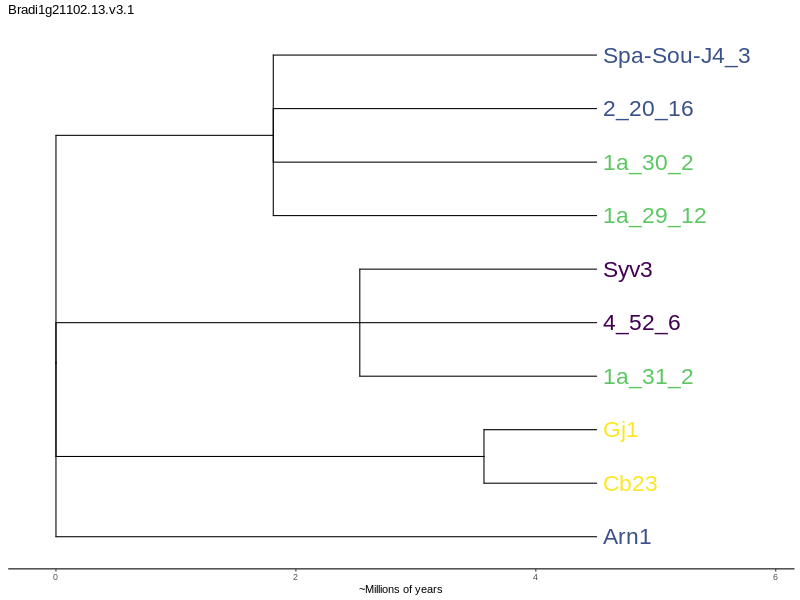 Bradi1g21102.13.v3.1
Spa-Sou-J4_3
2_20_16
1a_30_2
1a_29_12
Syv3
4_52_6
1a_31_2
Gj1
Cb23
Arn1
0 2 4 6
~Millions of years